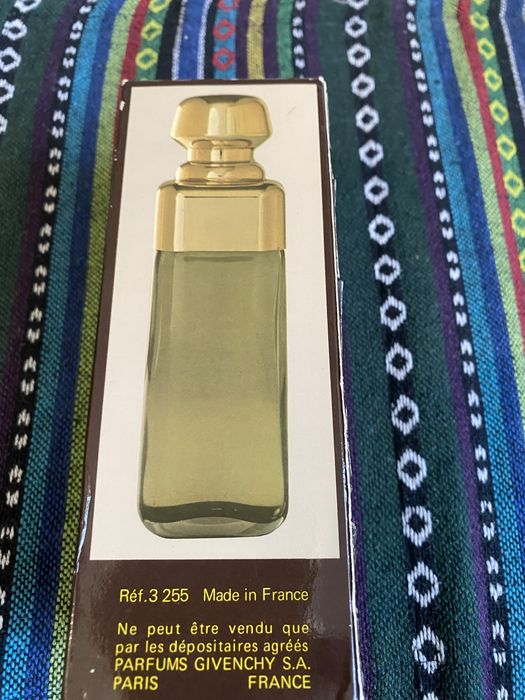 Réf.3 255 Made in France
Ne peut être vendu que
par les dépositaires agréés
PARFUMS GIVENCHY S.A.
PARIS FRANCE